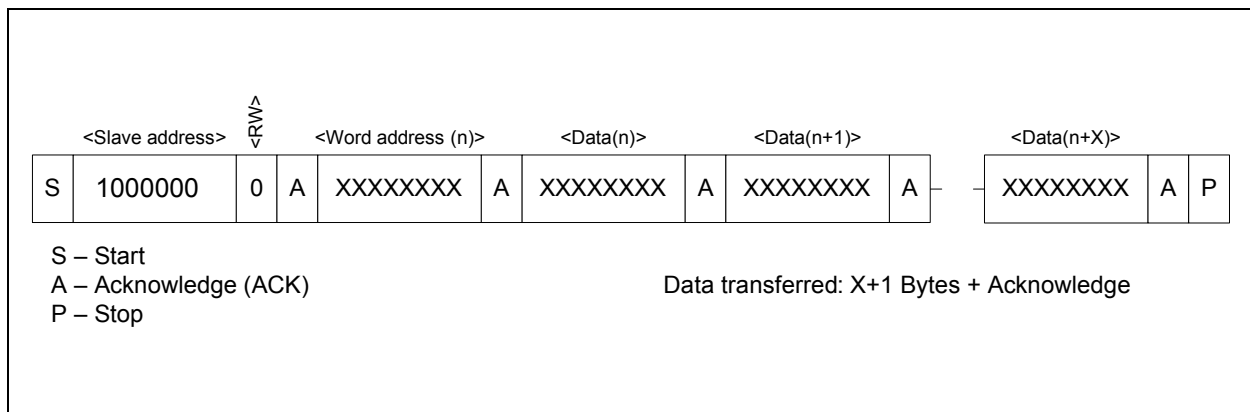 <Slave address> <RW> <Word address (n)> <Data(n)> <Data(n+1)> <Data(n+X)>
S 1000000 0 A XXXXXXXX A XXXXXXXX A XXXXXXXX A XXXXXXXX A P
S – Start
A – Acknowledge (ACK) Data transferred: X+1 Bytes + Acknowledge
P – Stop